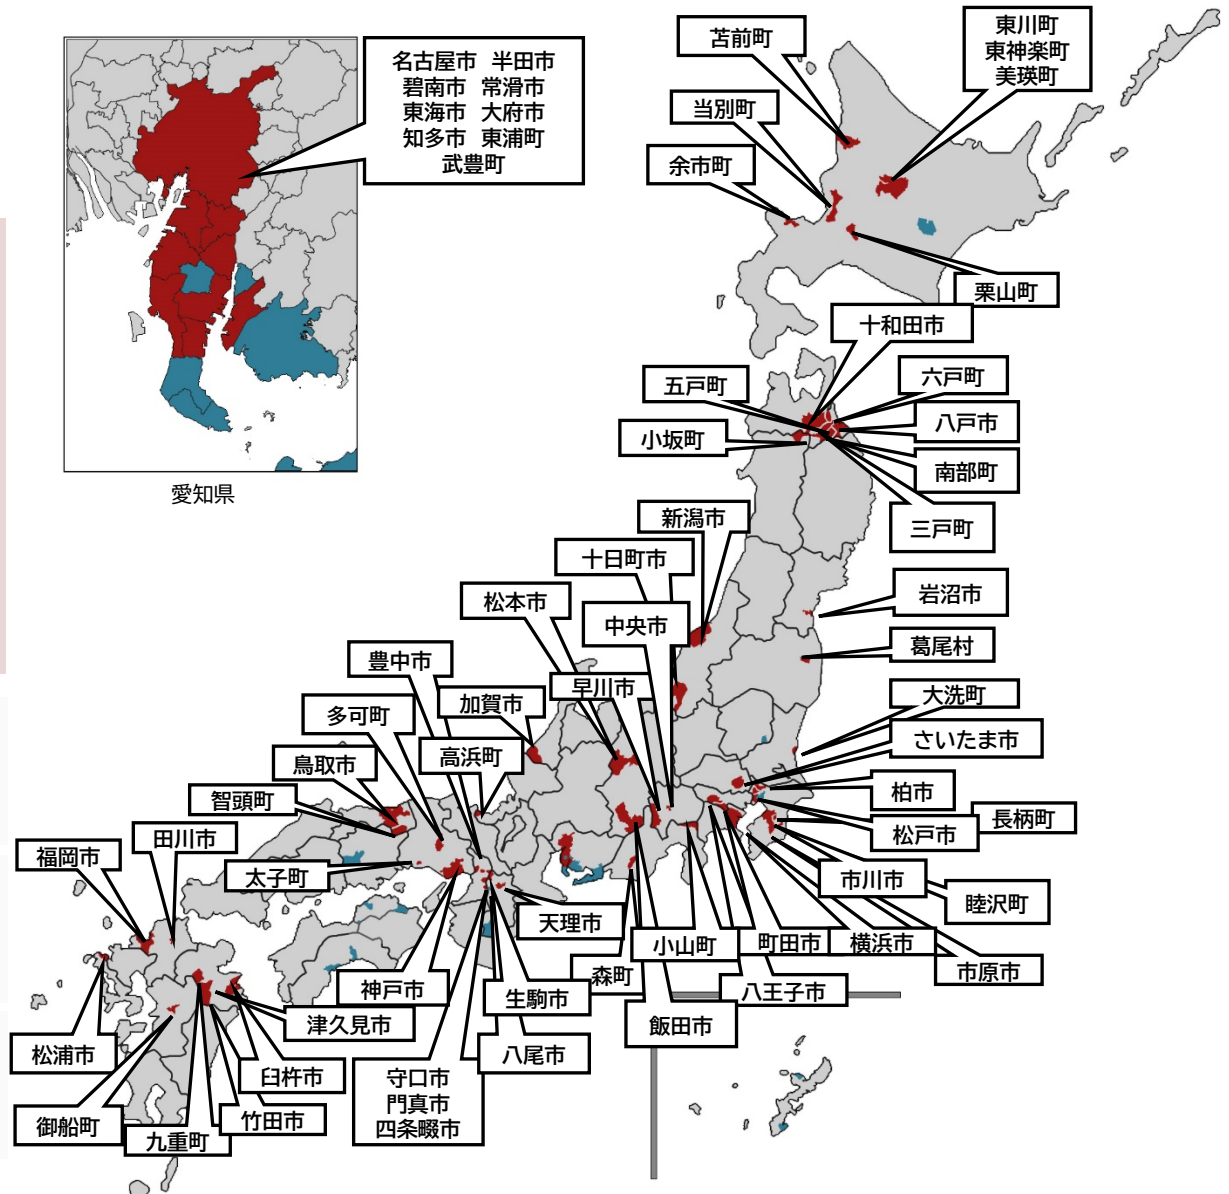 名古屋市 半田市
碧南市 常滑市
東海市 大府市
知多市 東浦町
武豊町
愛知県
苫前町
東川町
東神楽町
美瑛町
当別町
余市町
栗山町
十和田市
五戸町
六戸町
八戸市
小坂町
南部町
三戸町
新潟市
十日町市
岩沼市
松本市
中央市
葛尾村
豊中市
早川市
大洗町
加賀市
多可町
さいたま市
高浜町
鳥取市
柏市
智頭町
長柄町
松戸市
田川市
福岡市
太子町
市川市
睦沢町
天理市
小山町
町田市
横浜市
市原市
森町
神戸市
生駒市
八王子市
津久見市
飯田市
松浦市
八尾市
臼杵市
守口市
門真市
四条畷市
竹田市
御船町
九重町